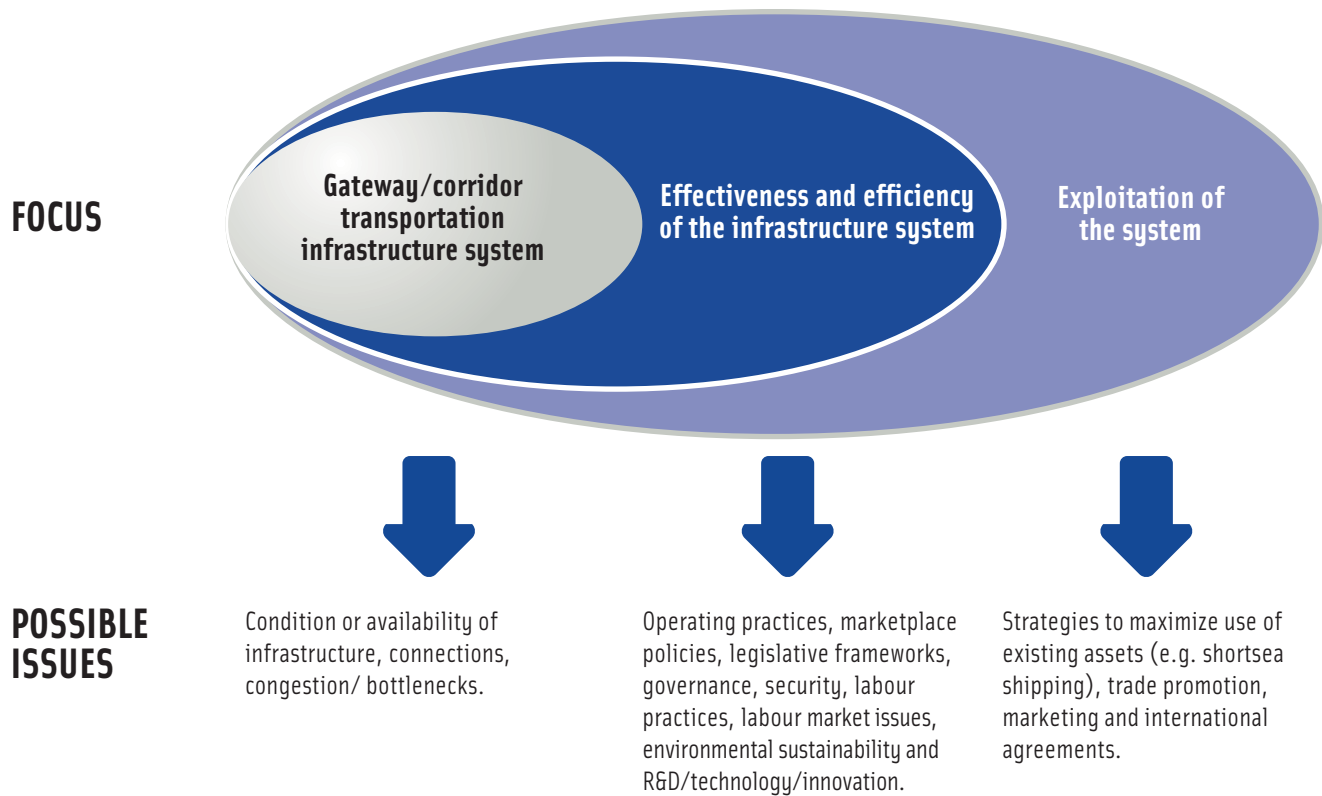 FOCUS
Gateway/corridor
transportation
infrastructure system
Effectiveness and efficiency
of the infrastructure system
Exploitation of
the system
POSSIBLE
ISSUES
Condition or availability of
infrastructure, connections,
congestion/ bottlenecks.
Operating practices, marketplace
policies, legislative frameworks,
governance, security, labour
practices, labour market issues,
environmental sustainability and
R&D/technology/innovation.
Strategies to maximize use of
existing assets (e.g. shortsea
shipping), trade promotion,
marketing and international
agreements.